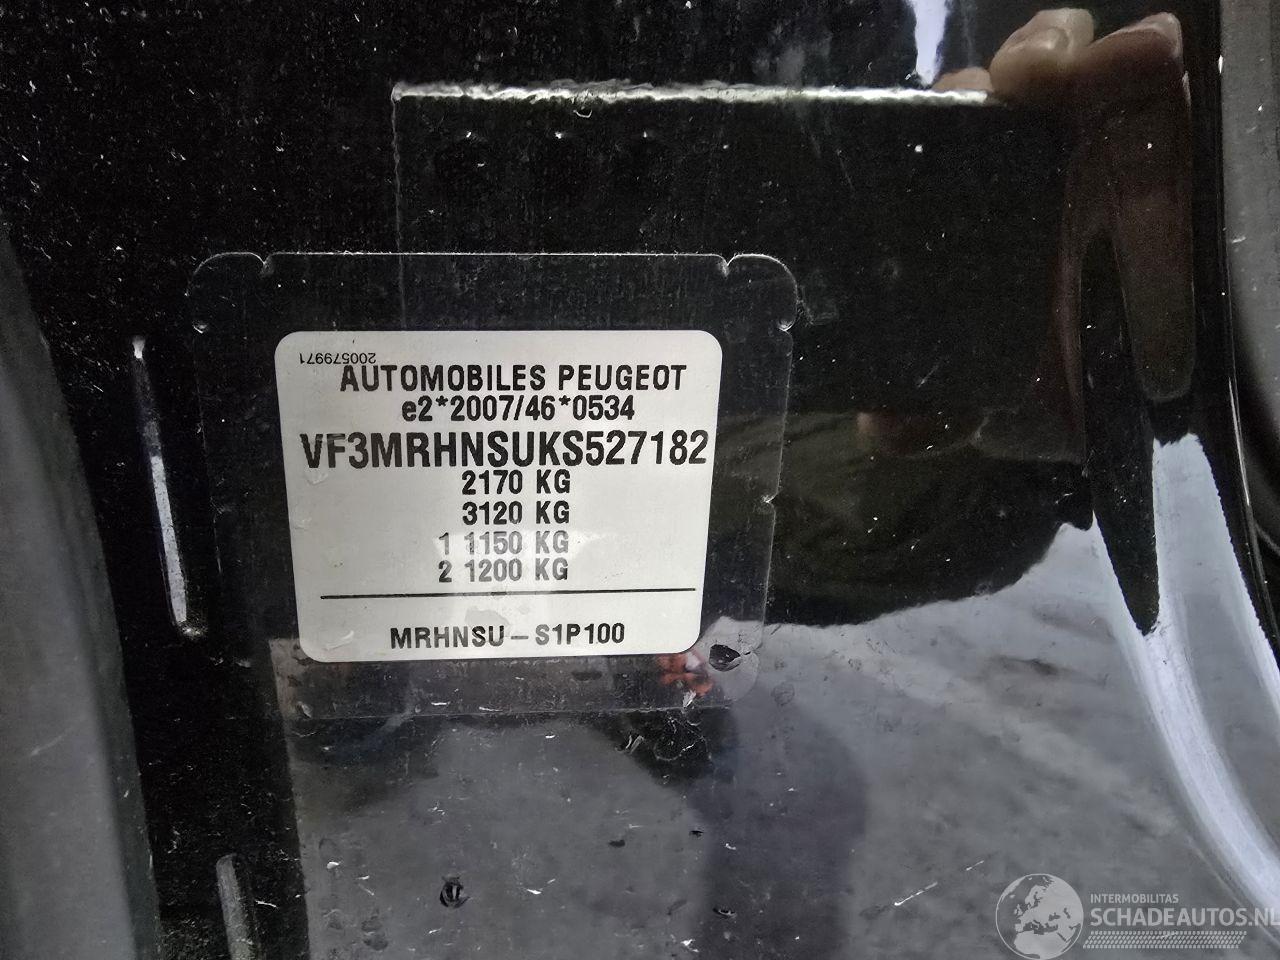 200579971
AUTOMOBILES PEUGEOT
e2*2007/46*0534
VF3MRHNSUKS527182
2170 KG
3120 KG
1 1150 KG
2 1200 KG
MRHNSU – S1P100
INTERMOBILITAS
SCHADEAUTOS.NL